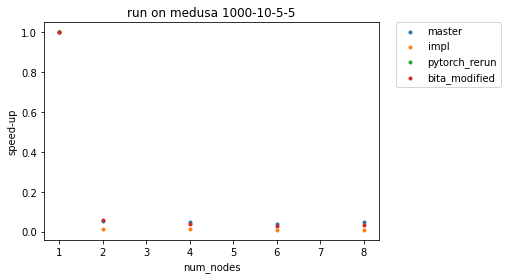 run on medusa 1000-10-5-5
1.0
0.8
0.6
0.4
0.2
0.0
speed-up
1 2 3 4 5 6 7 8
num_nodes
master
impl
pytorch_rerun
bita_modified